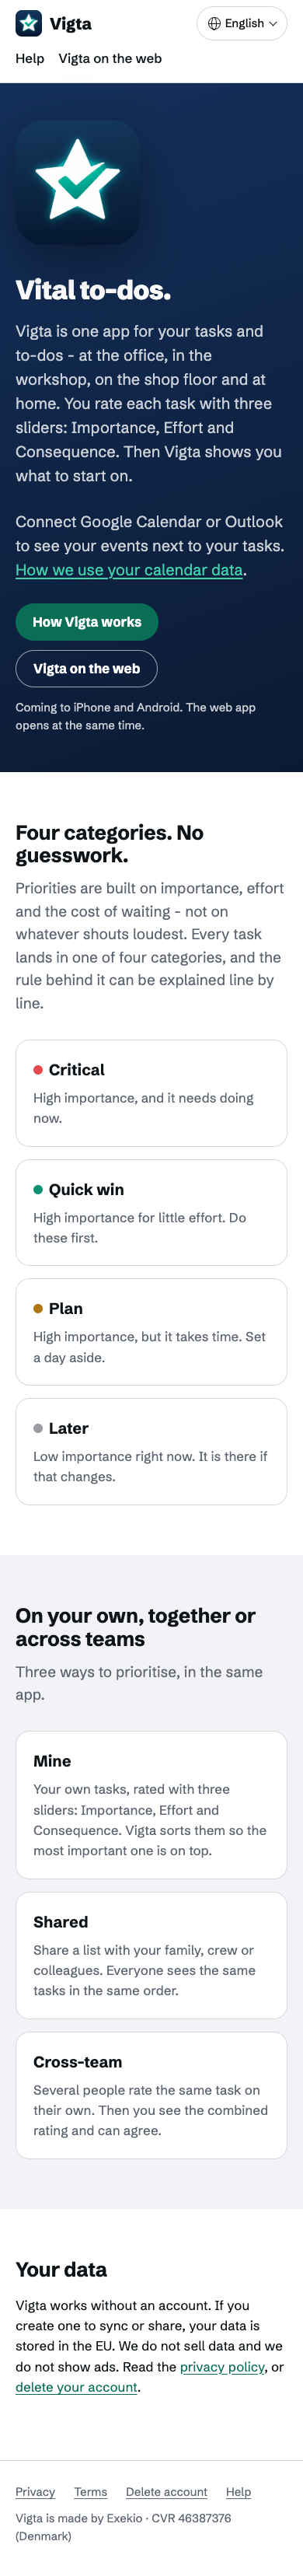 Vigta
English
Help
Vigta on the web
Vital to-dos.
Vigta is one app for your tasks and
to-dos - at the office, in the
workshop, on the shop floor and at
home. You rate each task with three
sliders: Importance, Effort and
Consequence. Then Vigta shows you
what to start on.
Connect Google Calendar or Outlook
to see your events next to your tasks.
How we use your calendar data.
How Vigta works
Vigta on the web
Coming to iPhone and Android. The web app
opens at the same time.
Four categories. No
guesswork.
Priorities are built on importance, effort
and the cost of waiting - not on
whatever shouts loudest. Every task
lands in one of four categories, and the
rule behind it can be explained line by
line.
Critical
High importance, and it needs doing
now.
Quick win
High importance for little effort. Do
these first.
Plan
High importance, but it takes time. Set
a day aside.
Later
Low importance right now. It is there if
that changes.
On your own, together or
across teams
Three ways to prioritise, in the same
app.
Mine
Your own tasks, rated with three
sliders: Importance, Effort and
Consequence. Vigta sorts them so the
most important one is on top.
Shared
Share a list with your family, crew or
colleagues. Everyone sees the same
tasks in the same order.
Cross-team
Several people rate the same task on
their own. Then you see the combined
rating and can agree.
Your data
Vigta works without an account. If you
create one to sync or share, your data is
stored in the EU. We do not sell data and we
do not show ads. Read the privacy policy, or
delete your account.
Privacy
Terms
Delete account
Help
Vigta is made by Exekio · CVR 46387376
(Denmark)